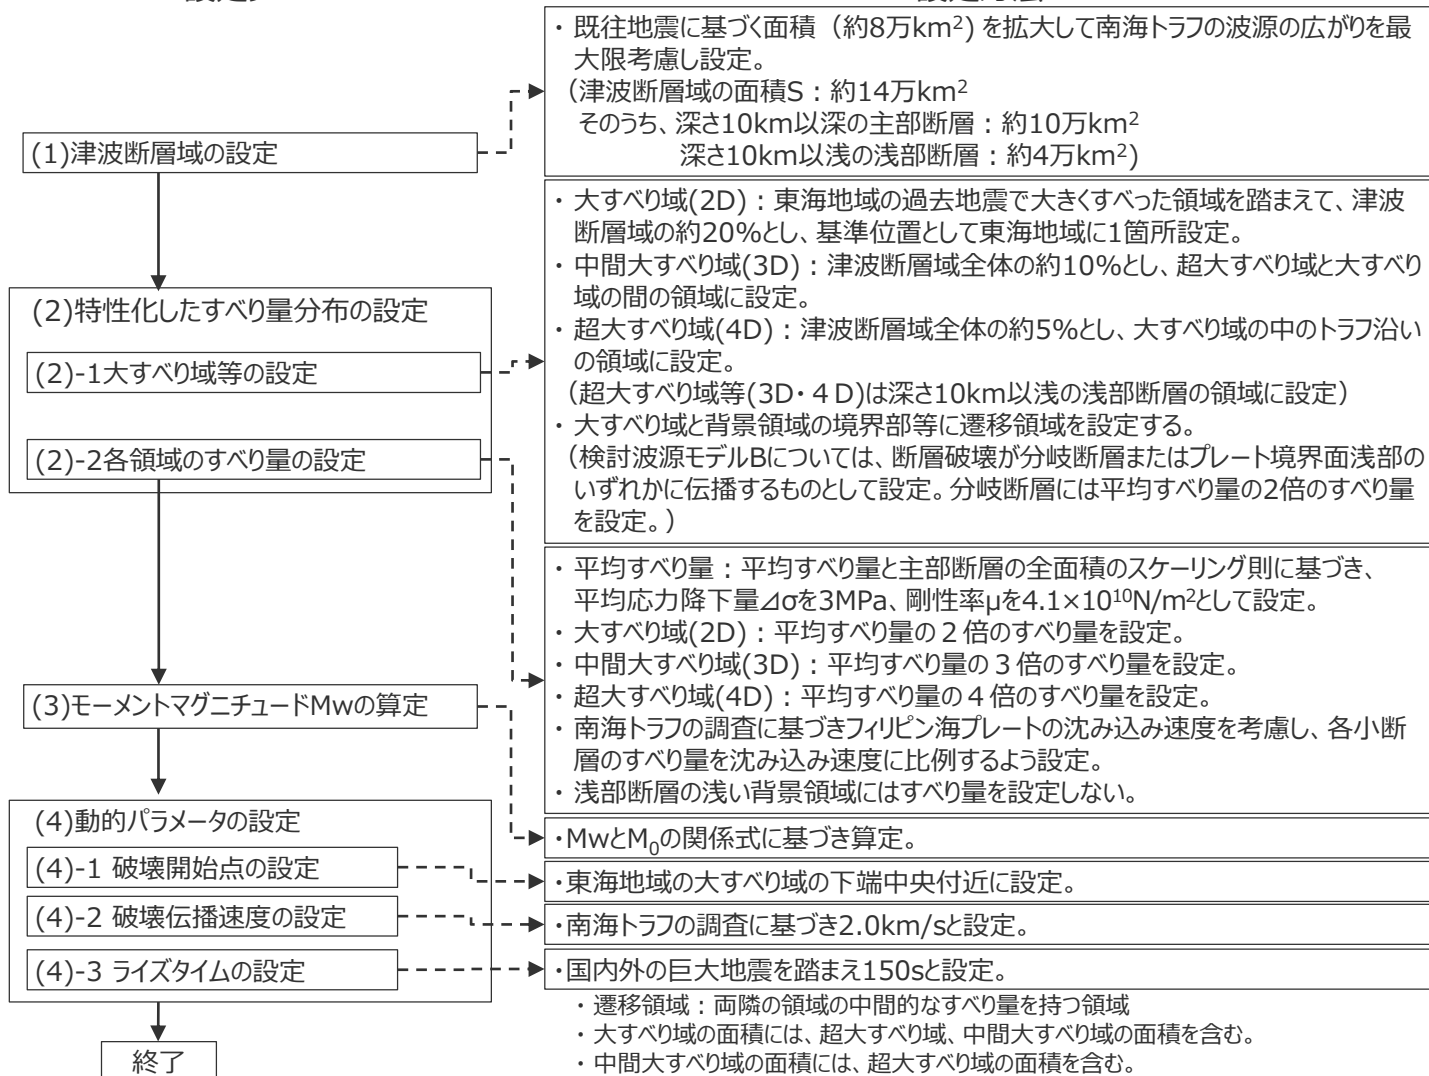 (1)津波断層域の設定
(2)特性化したすべり量分布の設定
(2)-1大すべり域等の設定
(2)-2各領域のすべり量の設定
(3)モーメントマグニチュードMwの算定
(4)動的パラメータの設定
(4)-1 破壊開始点の設定
(4)-2 破壊伝播速度の設定
(4)-3 ライズタイムの設定
終了
・既往地震に基づく面積（約8万km²）を拡大して南海トラフの波源の広がりを最
大限考慮し設定。
（津波断層域の面積S：約14万km²
そのうち、深さ10km以深の主部断層：約10万km²
深さ10km以浅の浅部断層：約4万km²)
・大すべり域(2D)：東海地域の過去地震で大きくすべった領域を踏まえて、津波
断層域の約20%とし、基準位置として東海地域に1箇所設定。
・中間大すべり域(3D)：津波断層域全体の約10%とし、超大すべり域と大すべり
域の間の領域に設定。
・超大すべり域(4D)：津波断層域全体の約5%とし、大すべり域の中のトラフ沿い
の領域に設定。
（超大すべり域等(3D・４D)は深さ10km以浅の浅部断層の領域に設定）
・大すべり域と背景領域の境界部等に遷移領域を設定する。
（検討波源モデルBについては、断層破壊が分岐断層またはプレート境界面浅部の
いずれかに伝播するものとして設定。分岐断層には平均すべり量の2倍のすべり量
を設定。）
・平均すべり量：平均すべり量と主部断層の全面積のスケーリング則に基づき、
平均応力降下量⊿σを3MPa、剛性率μを4.1×10¹⁰N/m²として設定。
・大すべり域(2D)：平均すべり量の２倍のすべり量を設定。
・中間大すべり域(3D)：平均すべり量の３倍のすべり量を設定。
・超大すべり域(4D)：平均すべり量の４倍のすべり量を設定。
・南海トラフの調査に基づきフィリピン海プレートの沈み込み速度を考慮し、各小断
層のすべり量を沈み込み速度に比例するよう設定。
・浅部断層の浅い背景領域にはすべり量を設定しない。
・MwとM₀の関係式に基づき算定。
・東海地域の大すべり域の下端中央付近に設定。
・南海トラフの調査に基づき2.0km/sと設定。
・国内外の巨大地震を踏まえ150sと設定。
・遷移領域：両隣の領域の中間的なすべり量を持つ領域
・大すべり域の面積には、超大すべり域、中間大すべり域の面積を含む。
・中間大すべり域の面積には、超大すべり域の面積を含む。